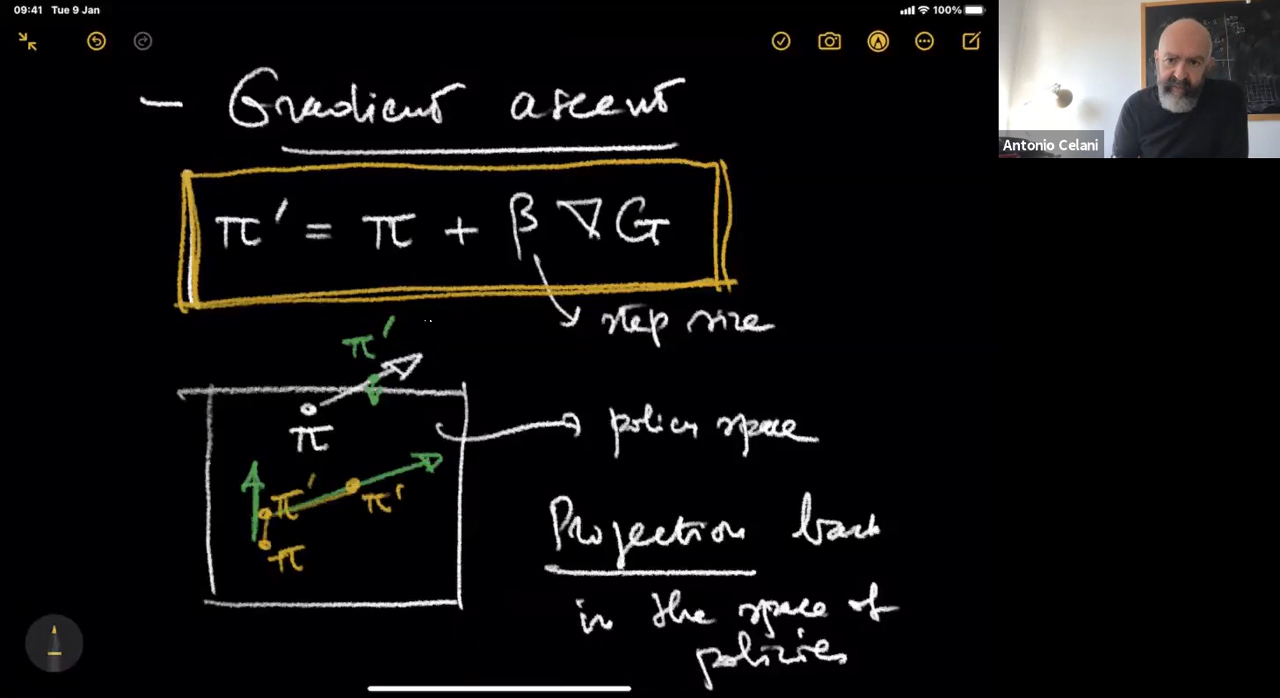 09:41 Tue 9 Jan
100%
Antonio Celani
– Gradient ascent
π' = π + β ∇G
step size
π'
π
policy space
π' π'
π
Projection back
in the space of
policies